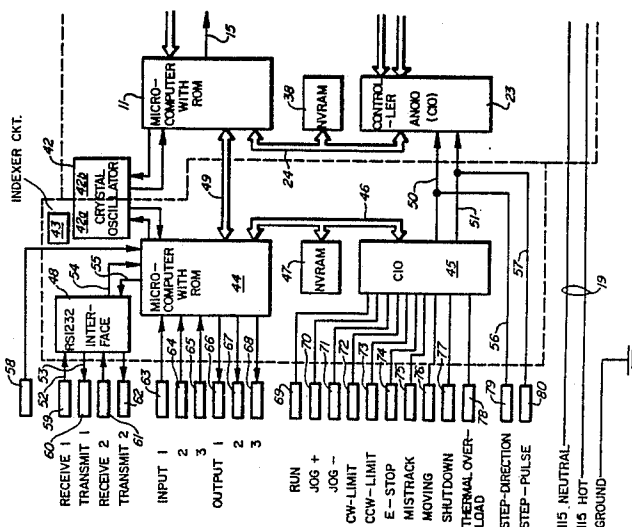 INDEXER CKT.
43
42
42a 42b
CRYSTAL
OSCILLATOR
11
MICRO-
COMPUTER
WITH
ROM
15
38
NVRAM
CONTROL-
LER
ANOIO
(CIO)
23
24
49
50
51
46
48
RS1232
INTER-
FACE
54
55
MICRO-
COMPUTER
WITH
ROM
44
47
NVRAM
CIO
45
56
57
19
58
52
53
59
60
61
62
RECEIVE 1
TRANSMIT 1
RECEIVE 2
TRANSMIT 2
63
64
65
66
67
68
INPUT 1
2
3
OUTPUT 1
2
3
69
70
71
72
73
74
75
76
77
78
79
80
RUN
JOG +
JOG -
CW-LIMIT
CCW-LIMIT
E-STOP
MISTRACK
MOVING
SHUTDOWN
THERMAL OVER-
LOAD
STEP-DIRECTION
STEP-PULSE
115 NEUTRAL
115 HOT
GROUND